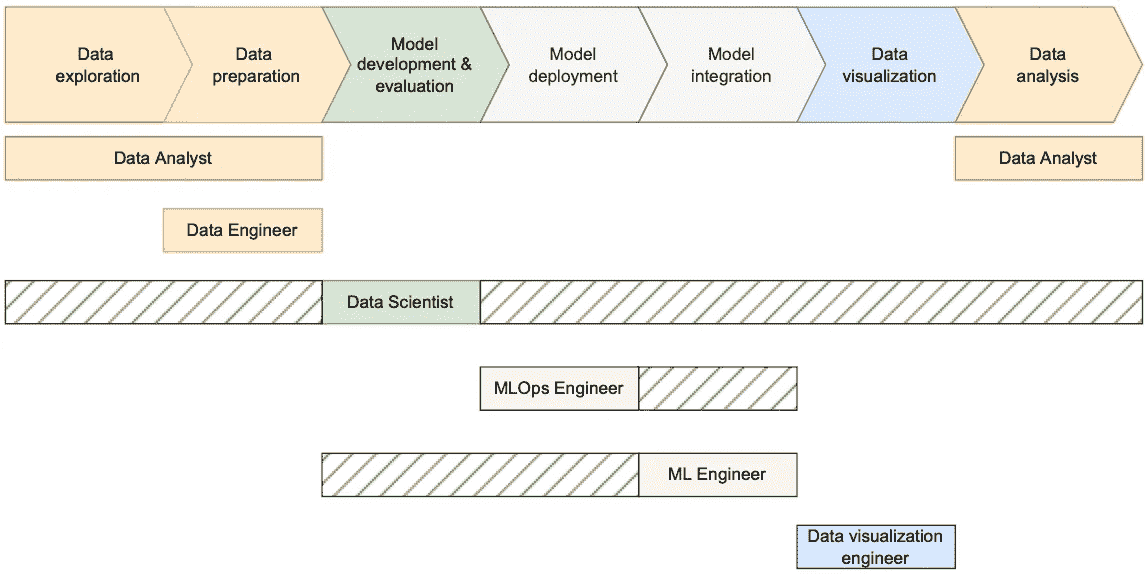 Data
exploration
Data
preparation
Model
development &
evaluation
Model
deployment
Model
integration
Data
visualization
Data
analysis
Data Analyst
Data Analyst
Data Engineer
Data Scientist
MLOps Engineer
ML Engineer
Data visualization
engineer